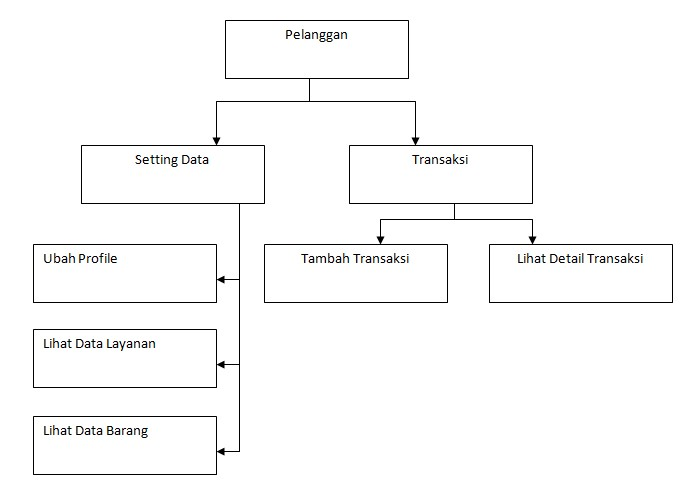 Pelanggan
Setting Data
Transaksi
Ubah Profile
Tambah Transaksi
Lihat Detail Transaksi
Lihat Data Layanan
Lihat Data Barang